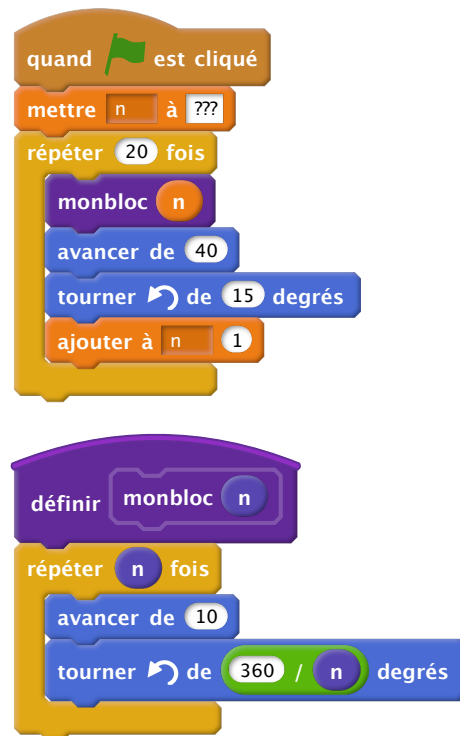 quand est cliqué
mettre n à ???
répéter 20 fois
monbloc n
avancer de 40
tourner de 15 degrés
ajouter à n 1
définir monbloc n
répéter n fois
avancer de 10
tourner de 360 / n degrés